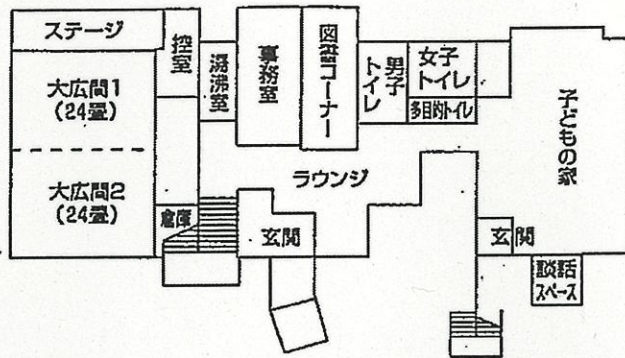 ステージ
控室
湯沸室
事務室
図書コーナー
男子
トイレ
女子
トイレ
多目的トイレ
子どもの家
大広間1
(24畳)
大広間2
(24畳)
ラウンジ
倉庫
玄関
玄関
談話
スペース